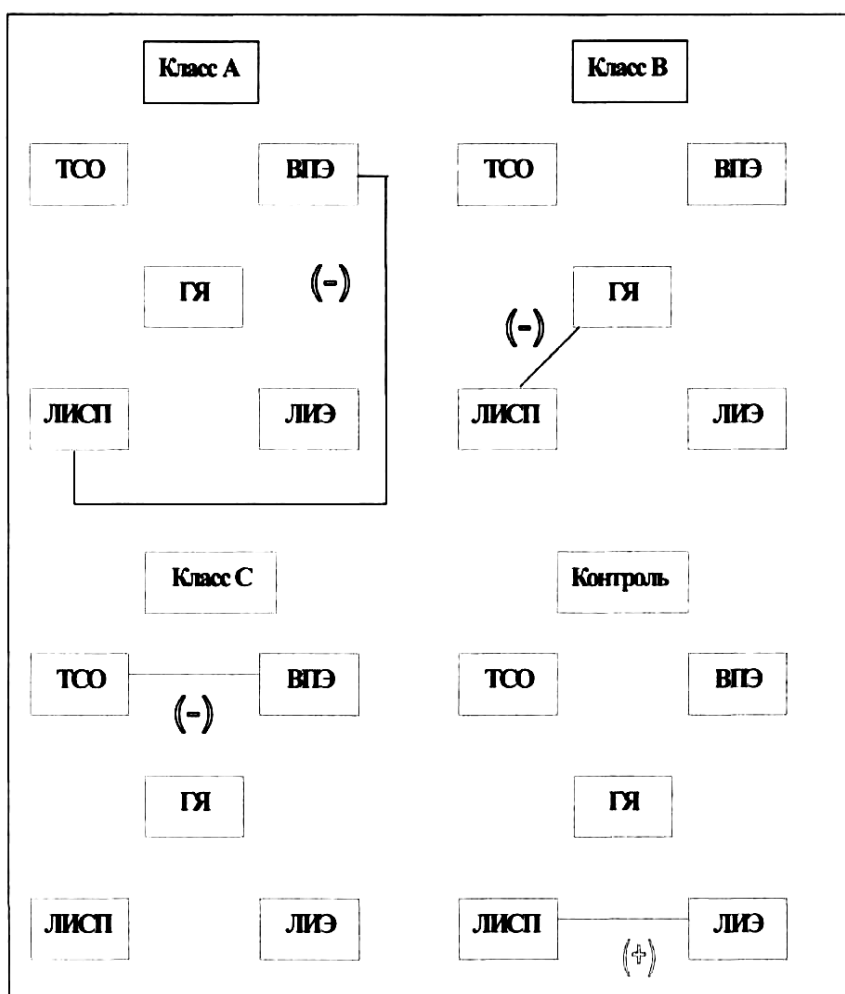 Класс А
Класс В
ТСО
ВПЭ
ТСО
ВПЭ
ГЯ
(-)
ГЯ
(-)
ЛИСП
ЛИЭ
ЛИСП
ЛИЭ
Класс С
Контроль
ТСО
ВПЭ
ТСО
ВПЭ
(-)
ГЯ
ГЯ
ЛИСП
ЛИЭ
ЛИСП
ЛИЭ
(+)